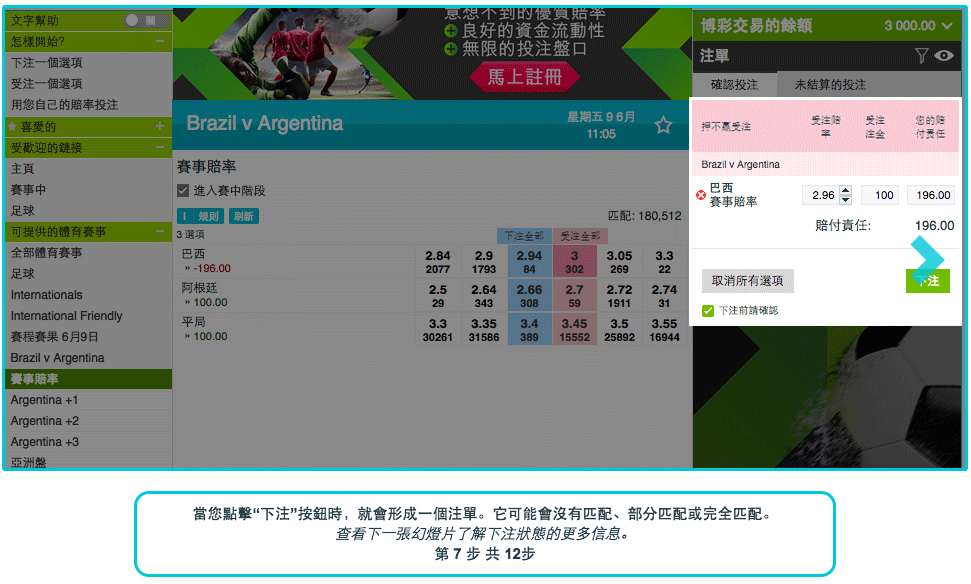 文字幫助 關
怎樣開始? −
下注一個選項
受注一個選項
用您自己的賠率投注
喜愛的 +
受歡迎的鏈接 −
主頁
賽事中
足球
可提供的體育賽事 −
全部體育賽事
足球
Internationals
International Friendly
賽程賽果 6月9日
Brazil v Argentina
賽事賠率
Argentina +1
Argentina +2
Argentina +3
亞洲盤
意想不到的優質賠率
良好的資金流動性
無限的投注盤口
馬上註冊
Brazil v Argentina
星期五 9 6月
11:05
賽事賠率
進入賽中階段
i 規則 刷新
匹配: 180,512
3 選項
下注全部 受注全部
巴西 2.84 2.9 2.94 3 3.05 3.3
» -196.00 2077 1793 84 302 269 22
阿根廷 2.5 2.64 2.66 2.7 2.72 2.74
» 100.00 29 343 308 59 1911 31
平局 3.3 3.35 3.4 3.45 3.5 3.55
» 100.00 30261 31586 389 15552 25892 16944
博彩交易的餘額 3 000.00
注單
確認投注 未結算的投注
押不贏受注 受注賠率 受注注金 您的賠付責任
Brazil v Argentina
巴西
賽事賠率 2.96 100 196.00
賠付責任: 196.00
取消所有選項 下注
下注前請確認
當您點擊“下注”按鈕時，就會形成一個注單。它可能會沒有匹配、部分匹配或完全匹配。
查看下一張幻燈片了解下注狀態的更多信息。
第 7 步 共 12步